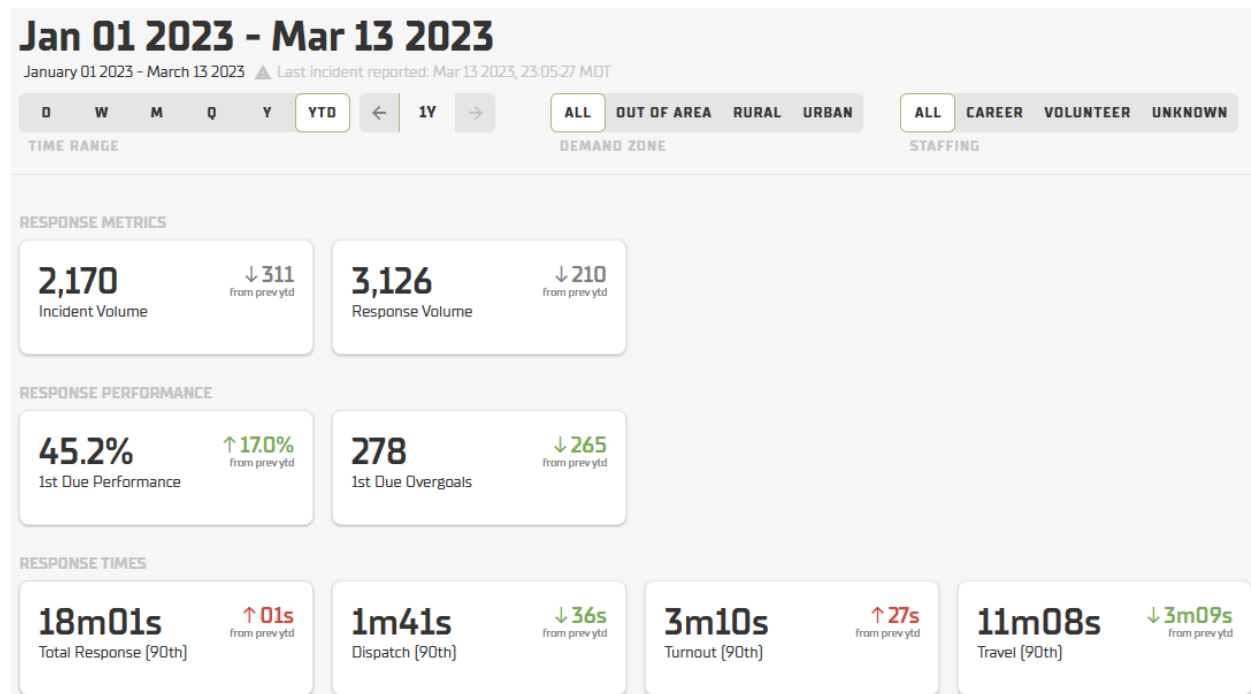 Jan 01 2023 - Mar 13 2023
January 01 2023 - March 13 2023 Last incident reported: Mar 13 2023, 23:05:27 MDT
D W M Q Y YTD ← 1Y → ALL OUT OF AREA RURAL URBAN ALL CAREER VOLUNTEER UNKNOWN
TIME RANGE DEMAND ZONE STAFFING
RESPONSE METRICS
2,170 ↓311 3,126 ↓210
from prev ytd from prev ytd
Incident Volume Response Volume
RESPONSE PERFORMANCE
45.2% ↑17.0% 278 ↓265
from prev ytd from prev ytd
1st Due Performance 1st Due Overgoals
RESPONSE TIMES
18m01s ↑01s 1m41s ↓36s 3m10s ↑27s 11m08s ↓3m09s
from prev ytd from prev ytd from prev ytd from prev ytd
Total Response (90th) Dispatch (90th) Turnout (90th) Travel (90th)